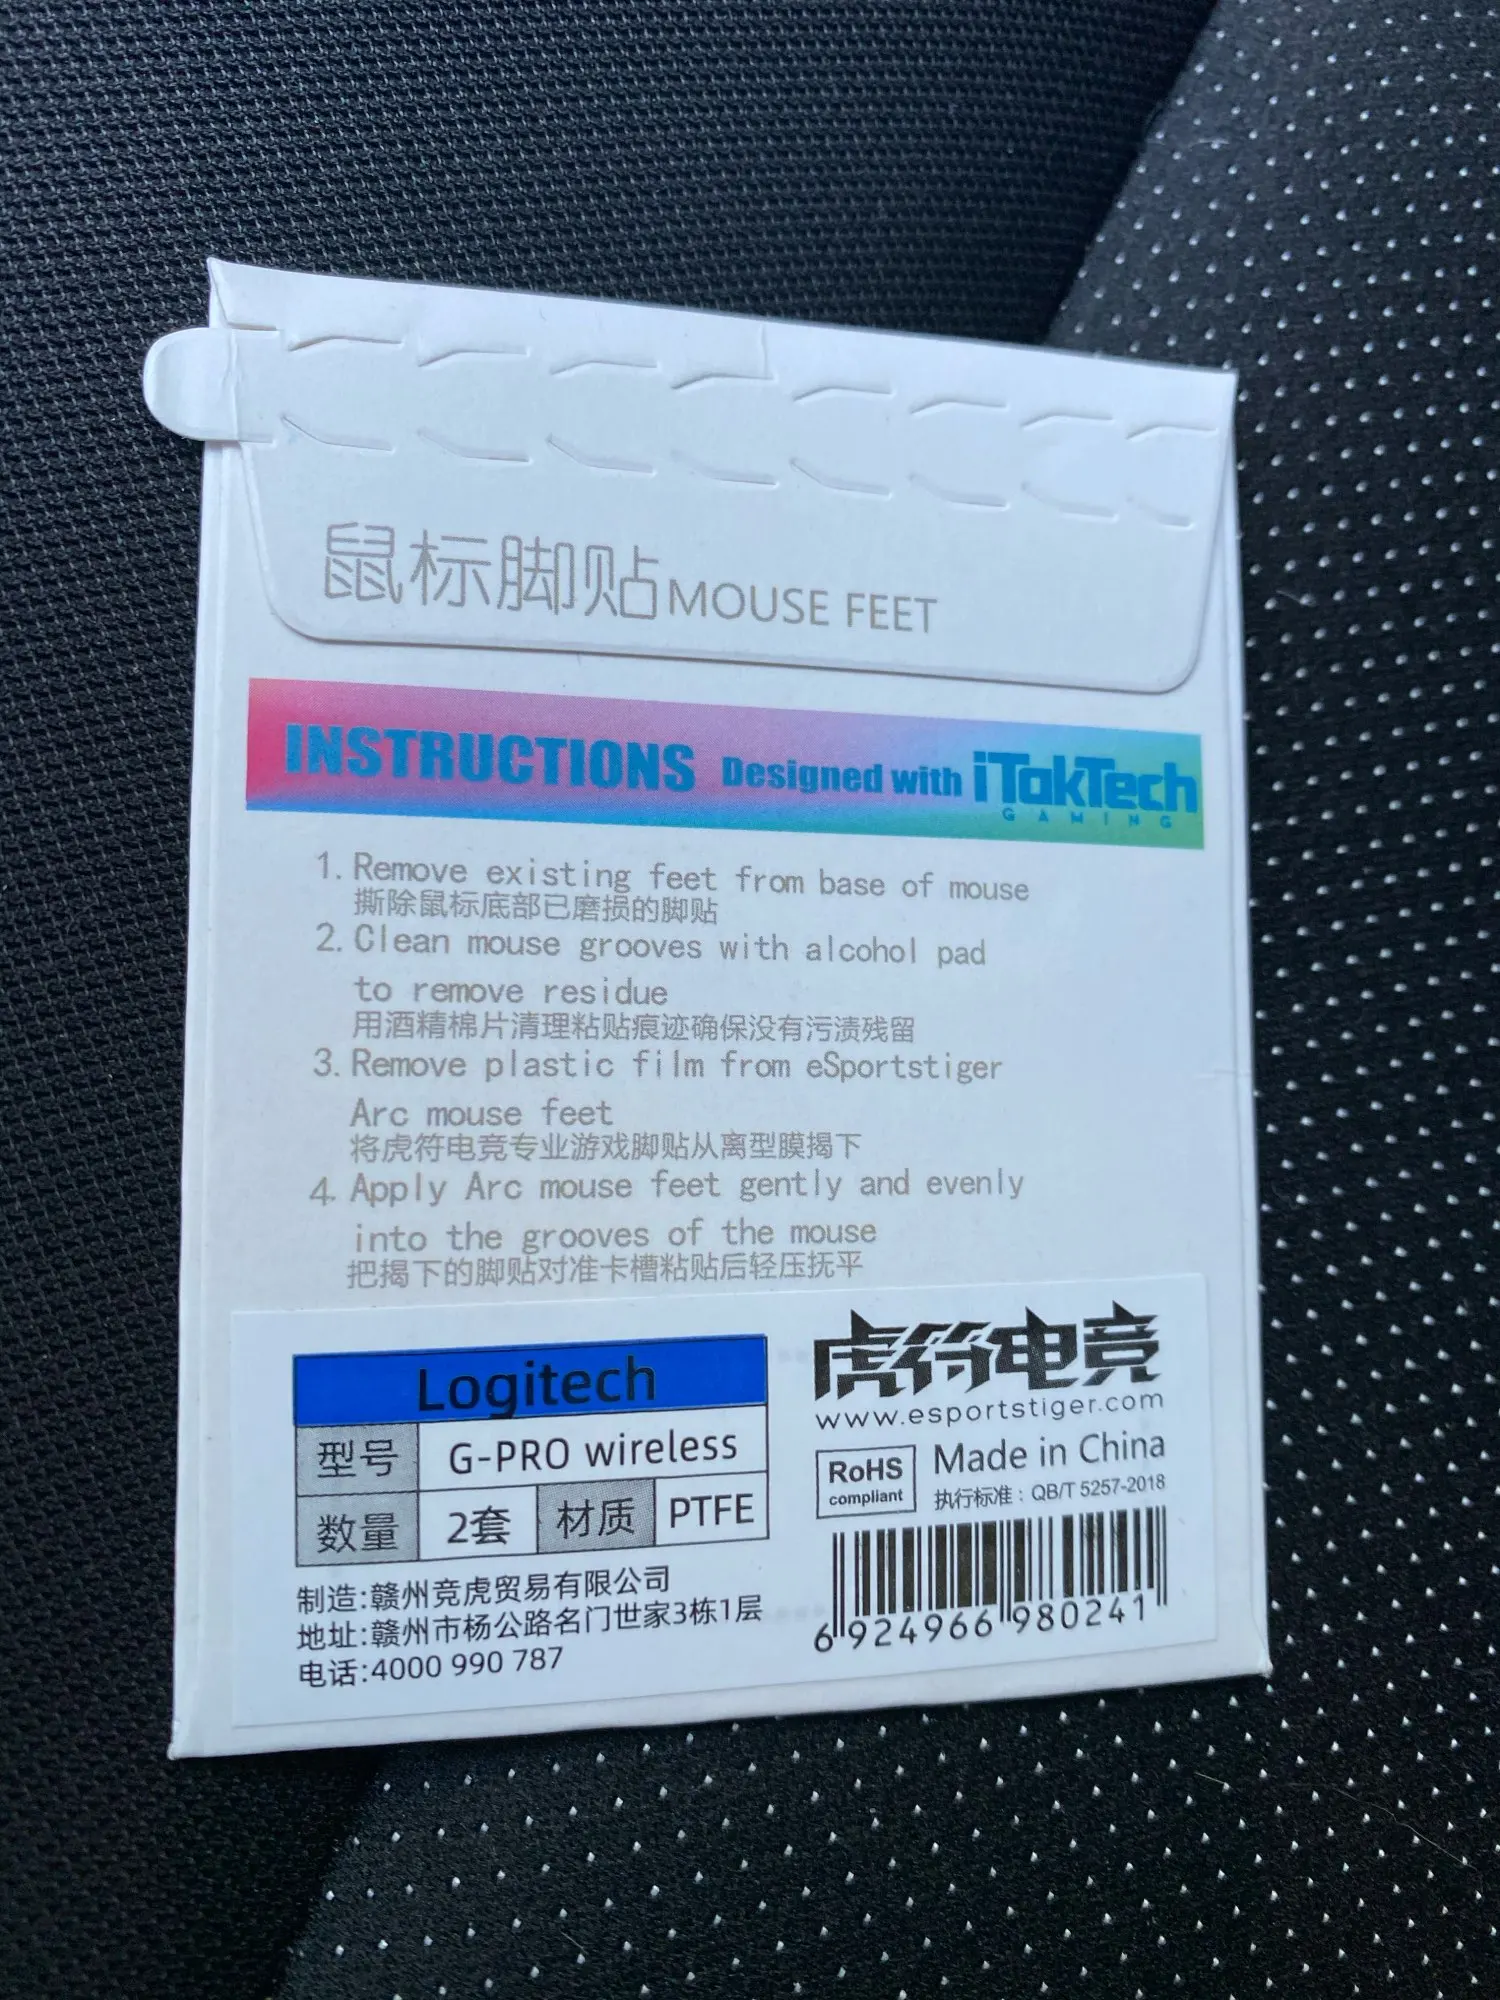 鼠标脚贴MOUSE FEET
INSTRUCTIONS Designed with iTakTech
GAMING
1. Remove existing feet from base of mouse
撕除鼠标底部已磨损的脚贴
2. Clean mouse grooves with alcohol pad
to remove residue
用酒精棉片清理粘贴痕迹确保没有污渍残留
3. Remove plastic film from eSportstiger
Arc mouse feet
将虎符电竞专业游戏脚贴从离型膜揭下
4. Apply Arc mouse feet gently and evenly
into the grooves of the mouse
把揭下的脚贴对准卡槽粘贴后轻压抚平
Logitech
型号 G-PRO wireless
数量 2套 材质 PTFE
制造:赣州竞虎贸易有限公司
地址:赣州市杨公路名门世家3栋1层
电话:4000 990 787
虎符电竞
www.esportstiger.com
RoHS
compliant
Made in China
执行标准：QB/T 5257-2018
6 924966 980241